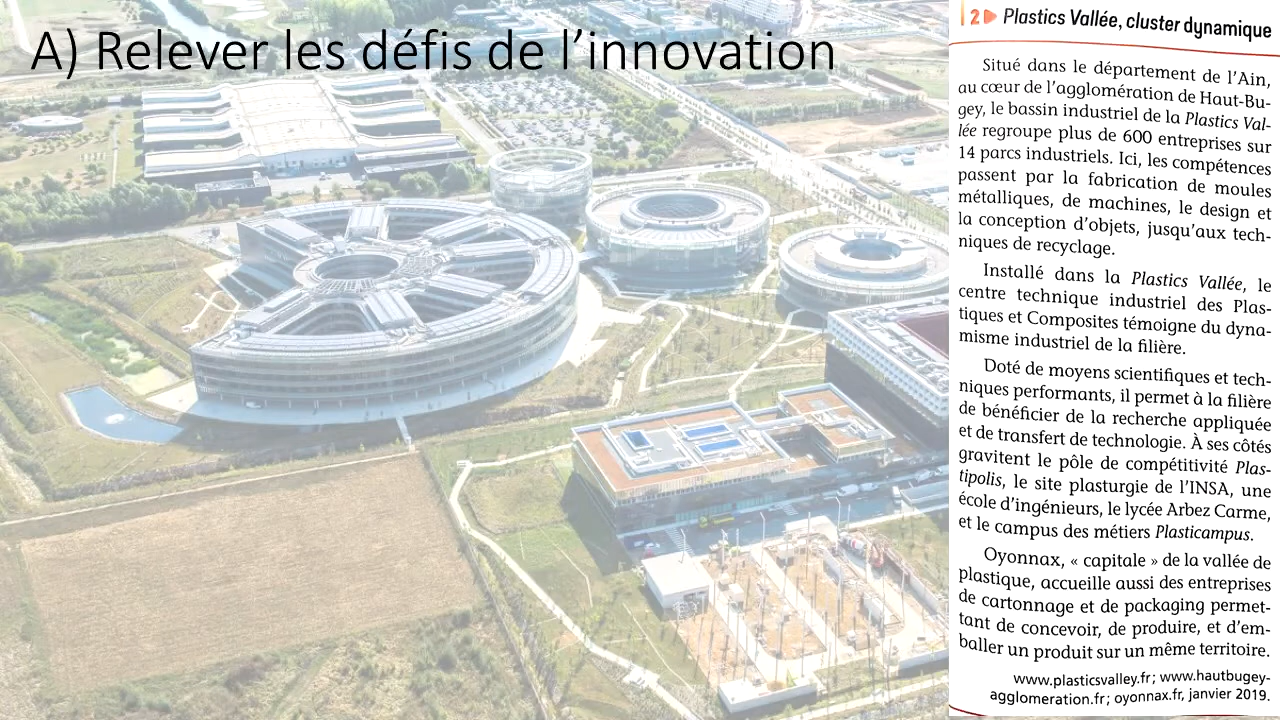 A) Relever les défis de l’innovation
2 Plastics Vallée, cluster dynamique
Situé dans le département de l’Ain,
au cœur de l’agglomération de Haut-Bu-
gey, le bassin industriel de la Plastics Val-
lée regroupe plus de 600 entreprises sur
14 parcs industriels. Ici, les compétences
passent par la fabrication de moules
métalliques, de machines, le design et
la conception d’objets, jusqu’aux tech-
niques de recyclage.
Installé dans la Plastics Vallée, le
centre technique industriel des Plas-
tiques et Composites témoigne du dyna-
misme industriel de la filière.
Doté de moyens scientifiques et tech-
niques performants, il permet à la filière
de bénéficier de la recherche appliquée
et de transfert de technologie. À ses côtés
gravitent le pôle de compétitivité Plas-
tipolis, le site plasturgie de l’INSA, une
école d’ingénieurs, le lycée Arbez Carme,
et le campus des métiers Plasticampus.
Oyonnax, « capitale » de la vallée de
plastique, accueille aussi des entreprises
de cartonnage et de packaging permet-
tant de concevoir, de produire, et d’em-
baller un produit sur un même territoire.
www.plasticsvalley.fr; www.hautbugey-
agglomeration.fr; oyonnax.fr, janvier 2019.